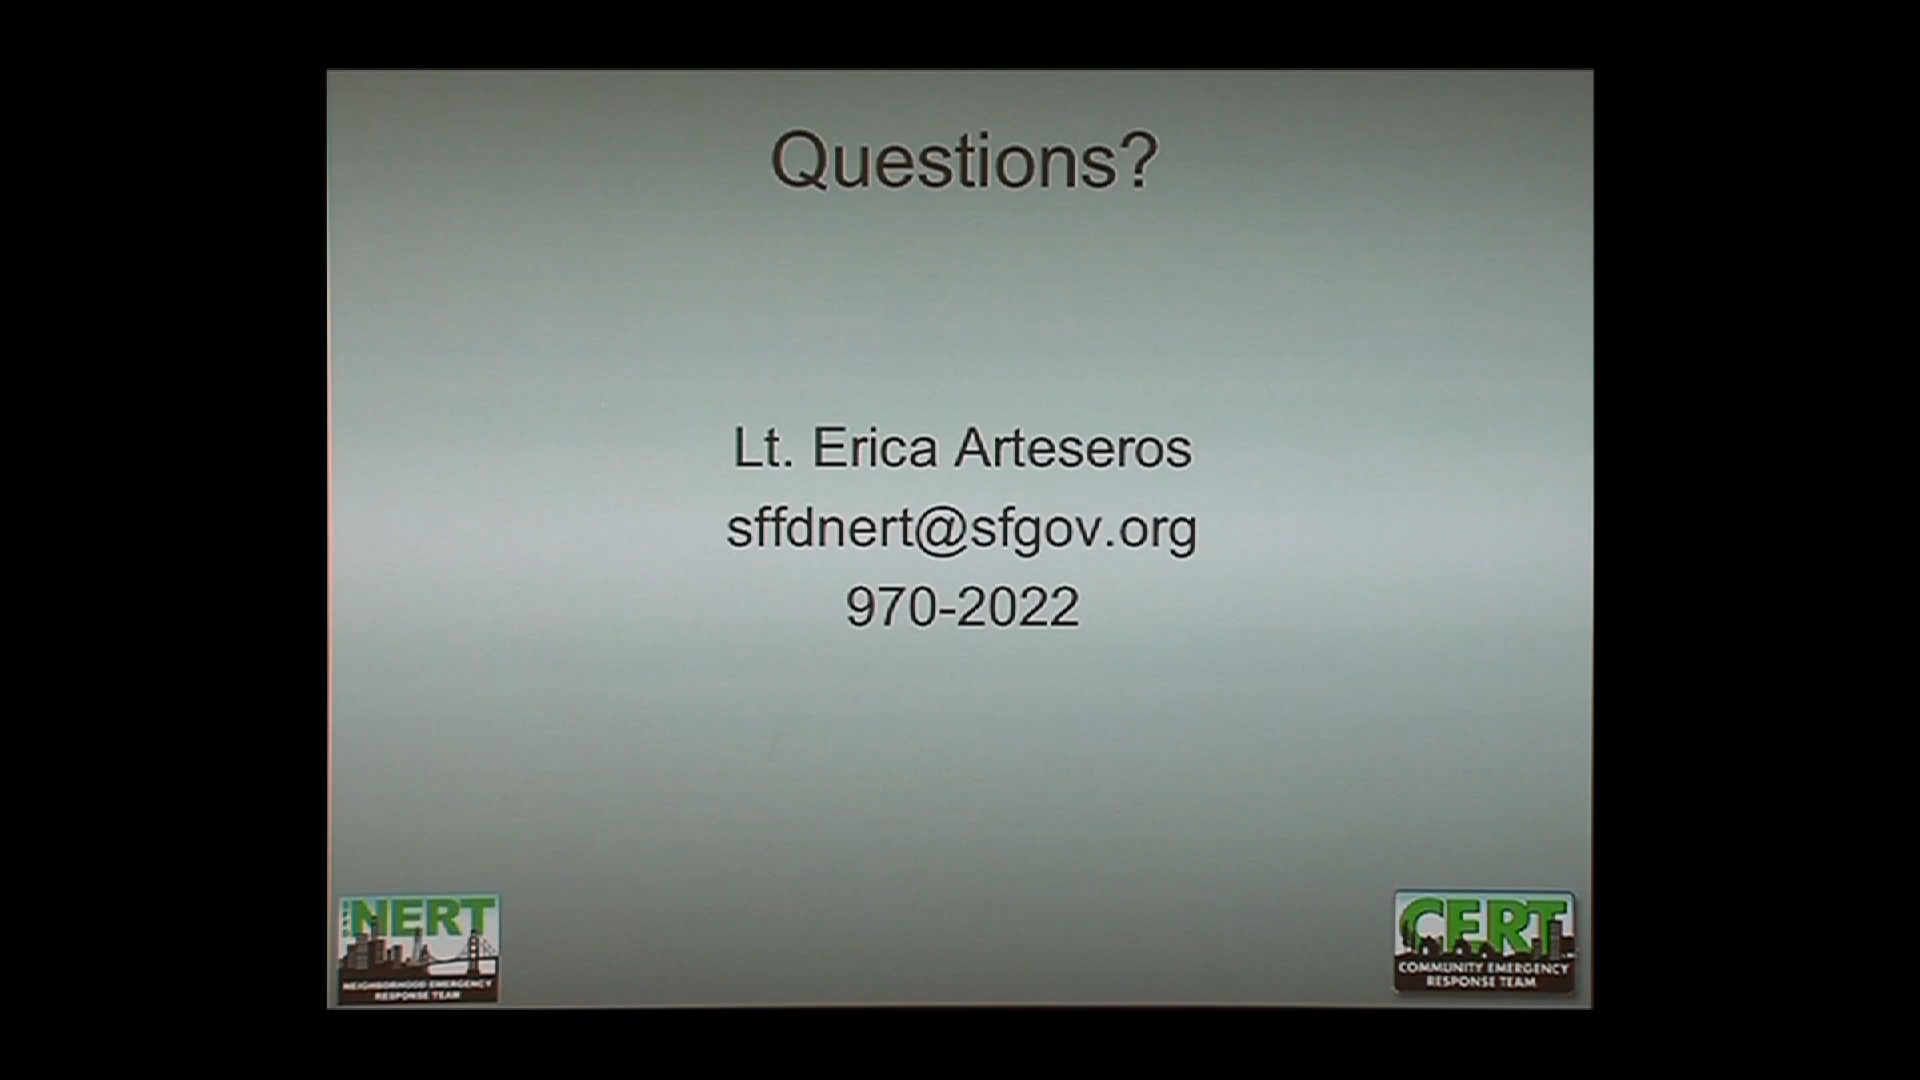 Questions?
Lt. Erica Arteseros
sffdnert@sfgov.org
970-2022
NERT
NEIGHBORHOOD EMERGENCY
RESPONSE TEAM
CERT
COMMUNITY EMERGENCY
RESPONSE TEAM